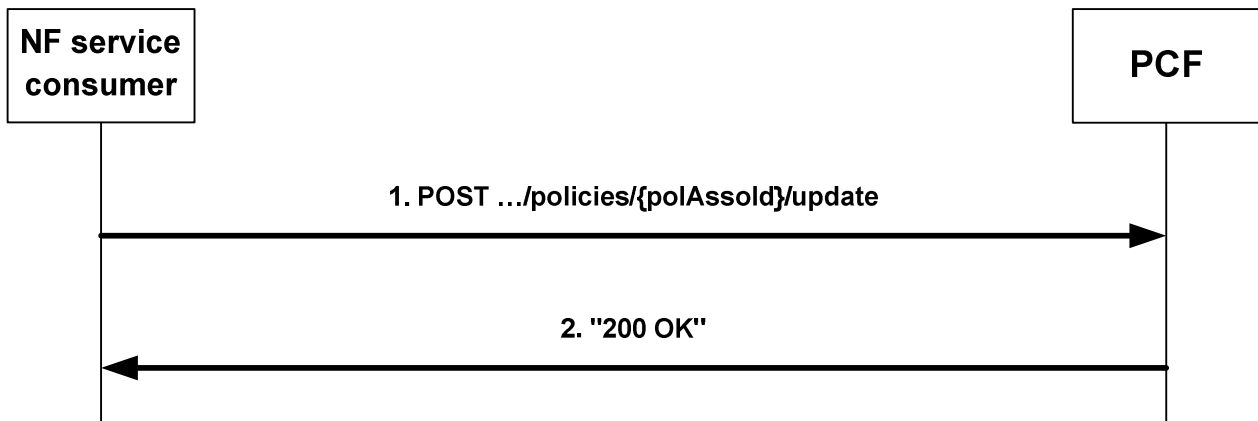 NF service
consumer
PCF
1. POST …/policies/{polAssoId}/update
2. "200 OK"